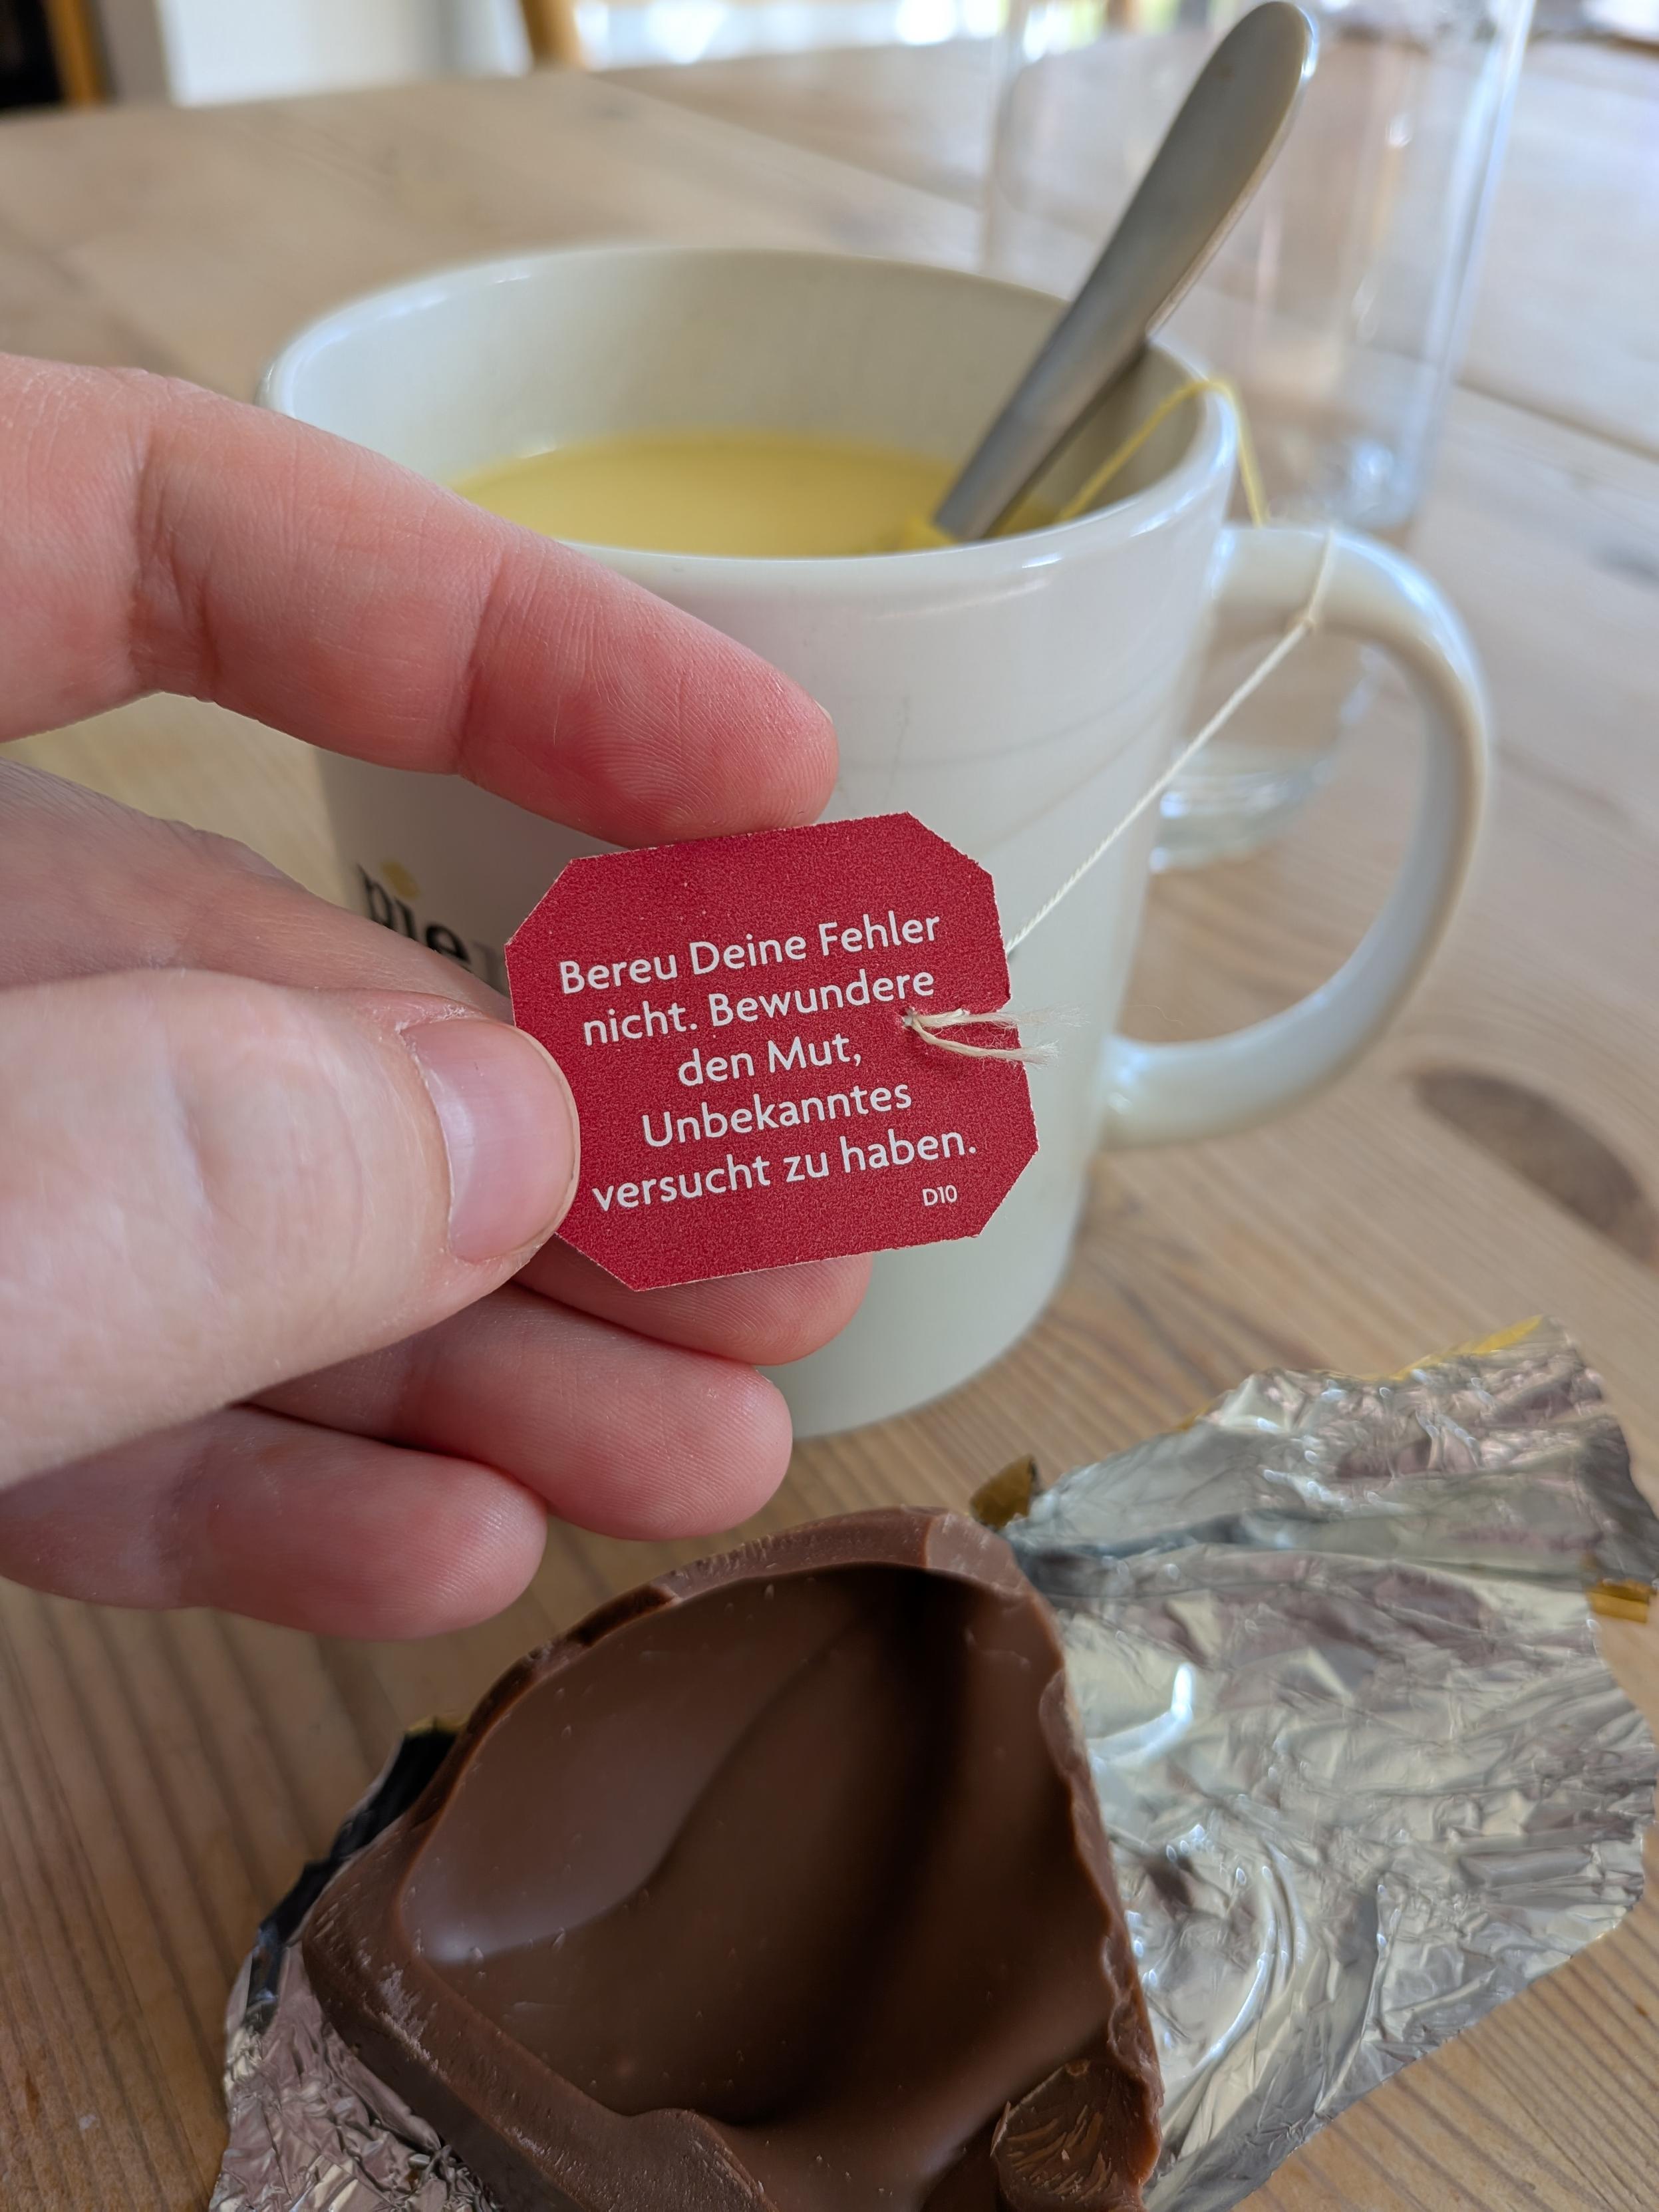 Bereu Deine Fehler
nicht. Bewundere
den Mut,
Unbekanntes
versucht zu haben.
D10